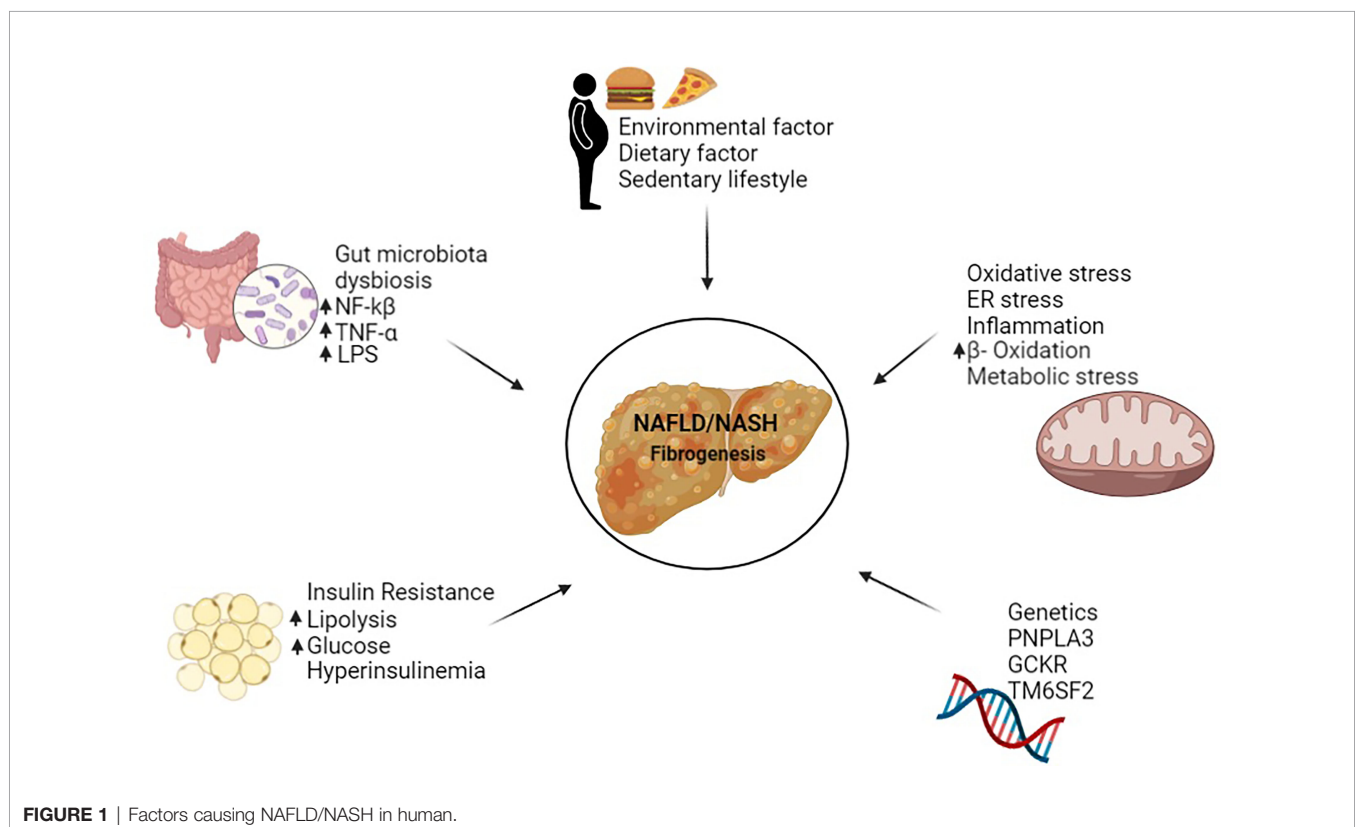 Environmental factor
Dietary factor
Sedentary lifestyle
Gut microbiota
dysbiosis
NF-kβ
TNF-α
LPS
Oxidative stress
ER stress
Inflammation
β- Oxidation
Metabolic stress
NAFLD/NASH
Fibrogenesis
Insulin Resistance
Lipolysis
Glucose
Hyperinsulinemia
Genetics
PNPLA3
GCKR
TM6SF2
FIGURE 1 | Factors causing NAFLD/NASH in human.